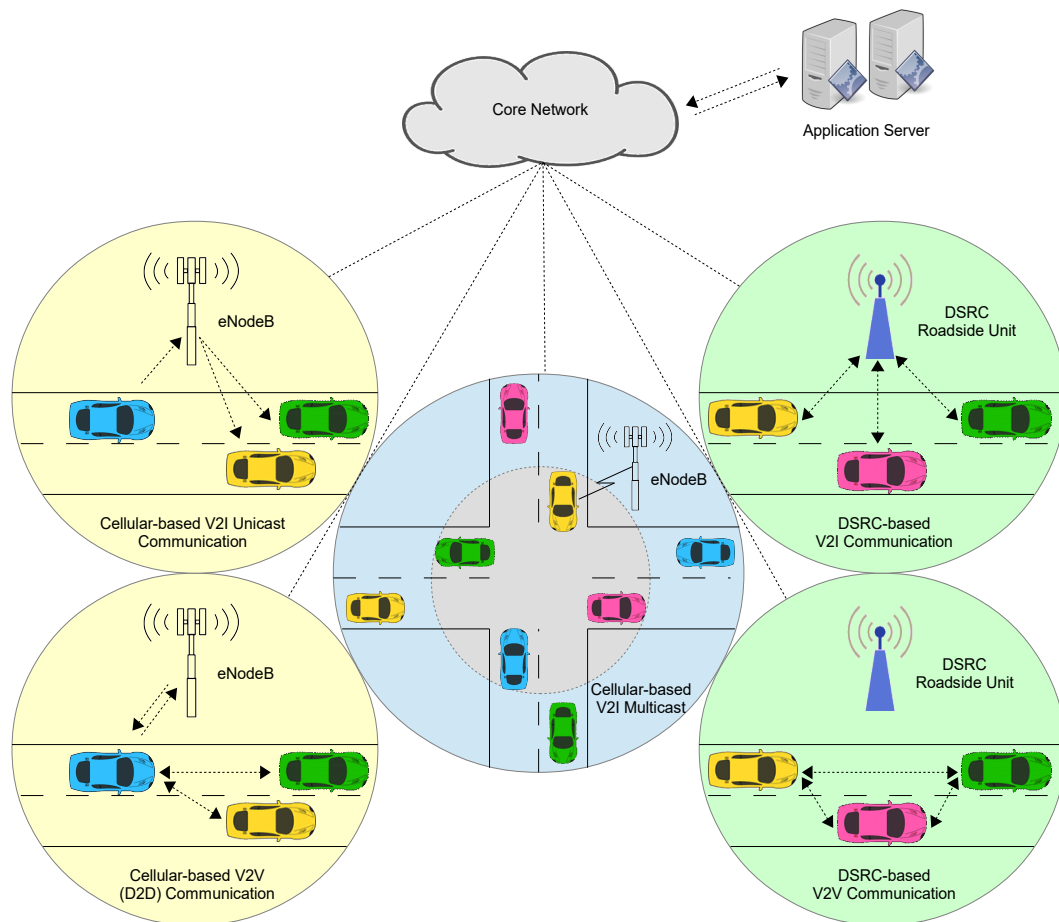 Core Network
Application Server
eNodeB
Cellular-based V2I Unicast
Communication
DSRC
Roadside Unit
DSRC-based
V2I Communication
eNodeB
Cellular-based
V2I Multicast
eNodeB
Cellular-based V2V
(D2D) Communication
DSRC
Roadside Unit
DSRC-based
V2V Communication